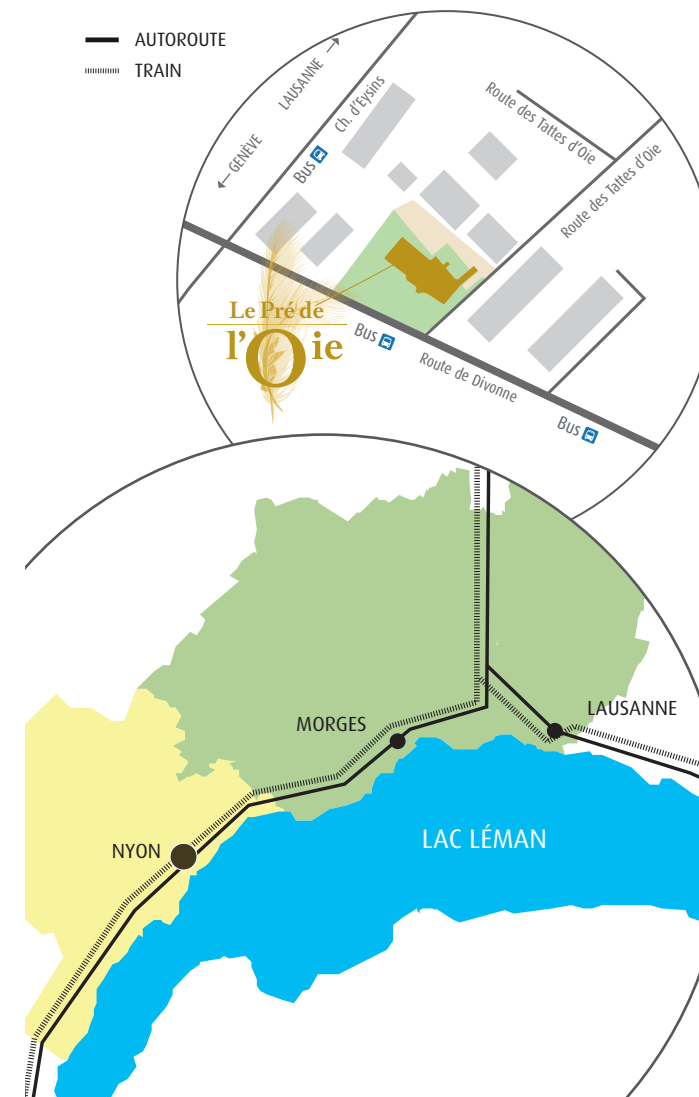 AUTOROUTE
TRAIN
← GENÈVE
LAUSANNE →
Ch. d'Eysins
Bus
Route des Tattes d'Oie
Route des Tattes d'Oie
Le Pré de
l'Oie
Bus
Route de Divonne
Bus
LAUSANNE
MORGES
LAC LÉMAN
NYON